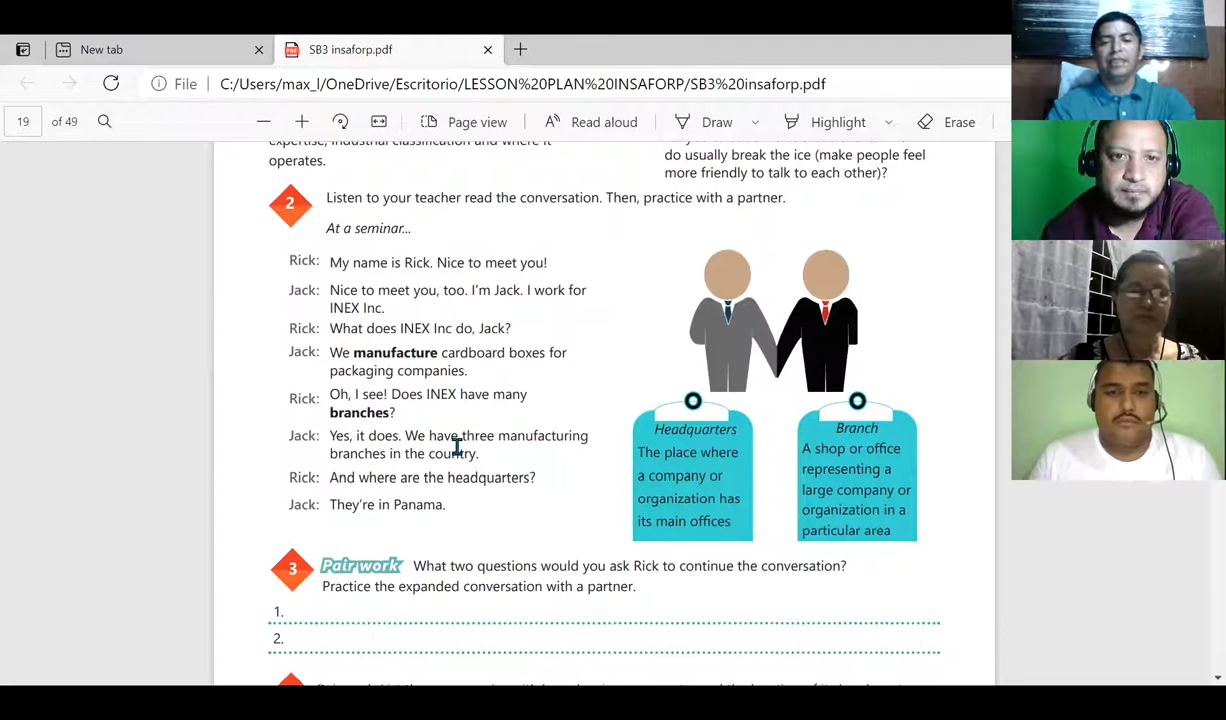 New tab
SB3 insaforp.pdf
File
C:/Users/max_l/OneDrive/Escritorio/LESSON%20PLAN%20INSAFORP/SB3%20insaforp.pdf
19 of 49
Page view
Read aloud
Draw
Highlight
Erase
expertise, industrial classification and where it
operates.
do usually break the ice (make people feel
more friendly to talk to each other)?
2 Listen to your teacher read the conversation. Then, practice with a partner.
At a seminar...
Rick: My name is Rick. Nice to meet you!
Jack: Nice to meet you, too. I'm Jack. I work for
INEX Inc.
Rick: What does INEX Inc do, Jack?
Jack: We manufacture cardboard boxes for
packaging companies.
Rick: Oh, I see! Does INEX have many
branches?
Jack: Yes, it does. We have three manufacturing
branches in the country.
Rick: And where are the headquarters?
Jack: They're in Panama.
Headquarters
The place where
a company or
organization has
its main offices
Branch
A shop or office
representing a
large company or
organization in a
particular area
3 Pair work What two questions would you ask Rick to continue the conversation?
Practice the expanded conversation with a partner.
1.
2.